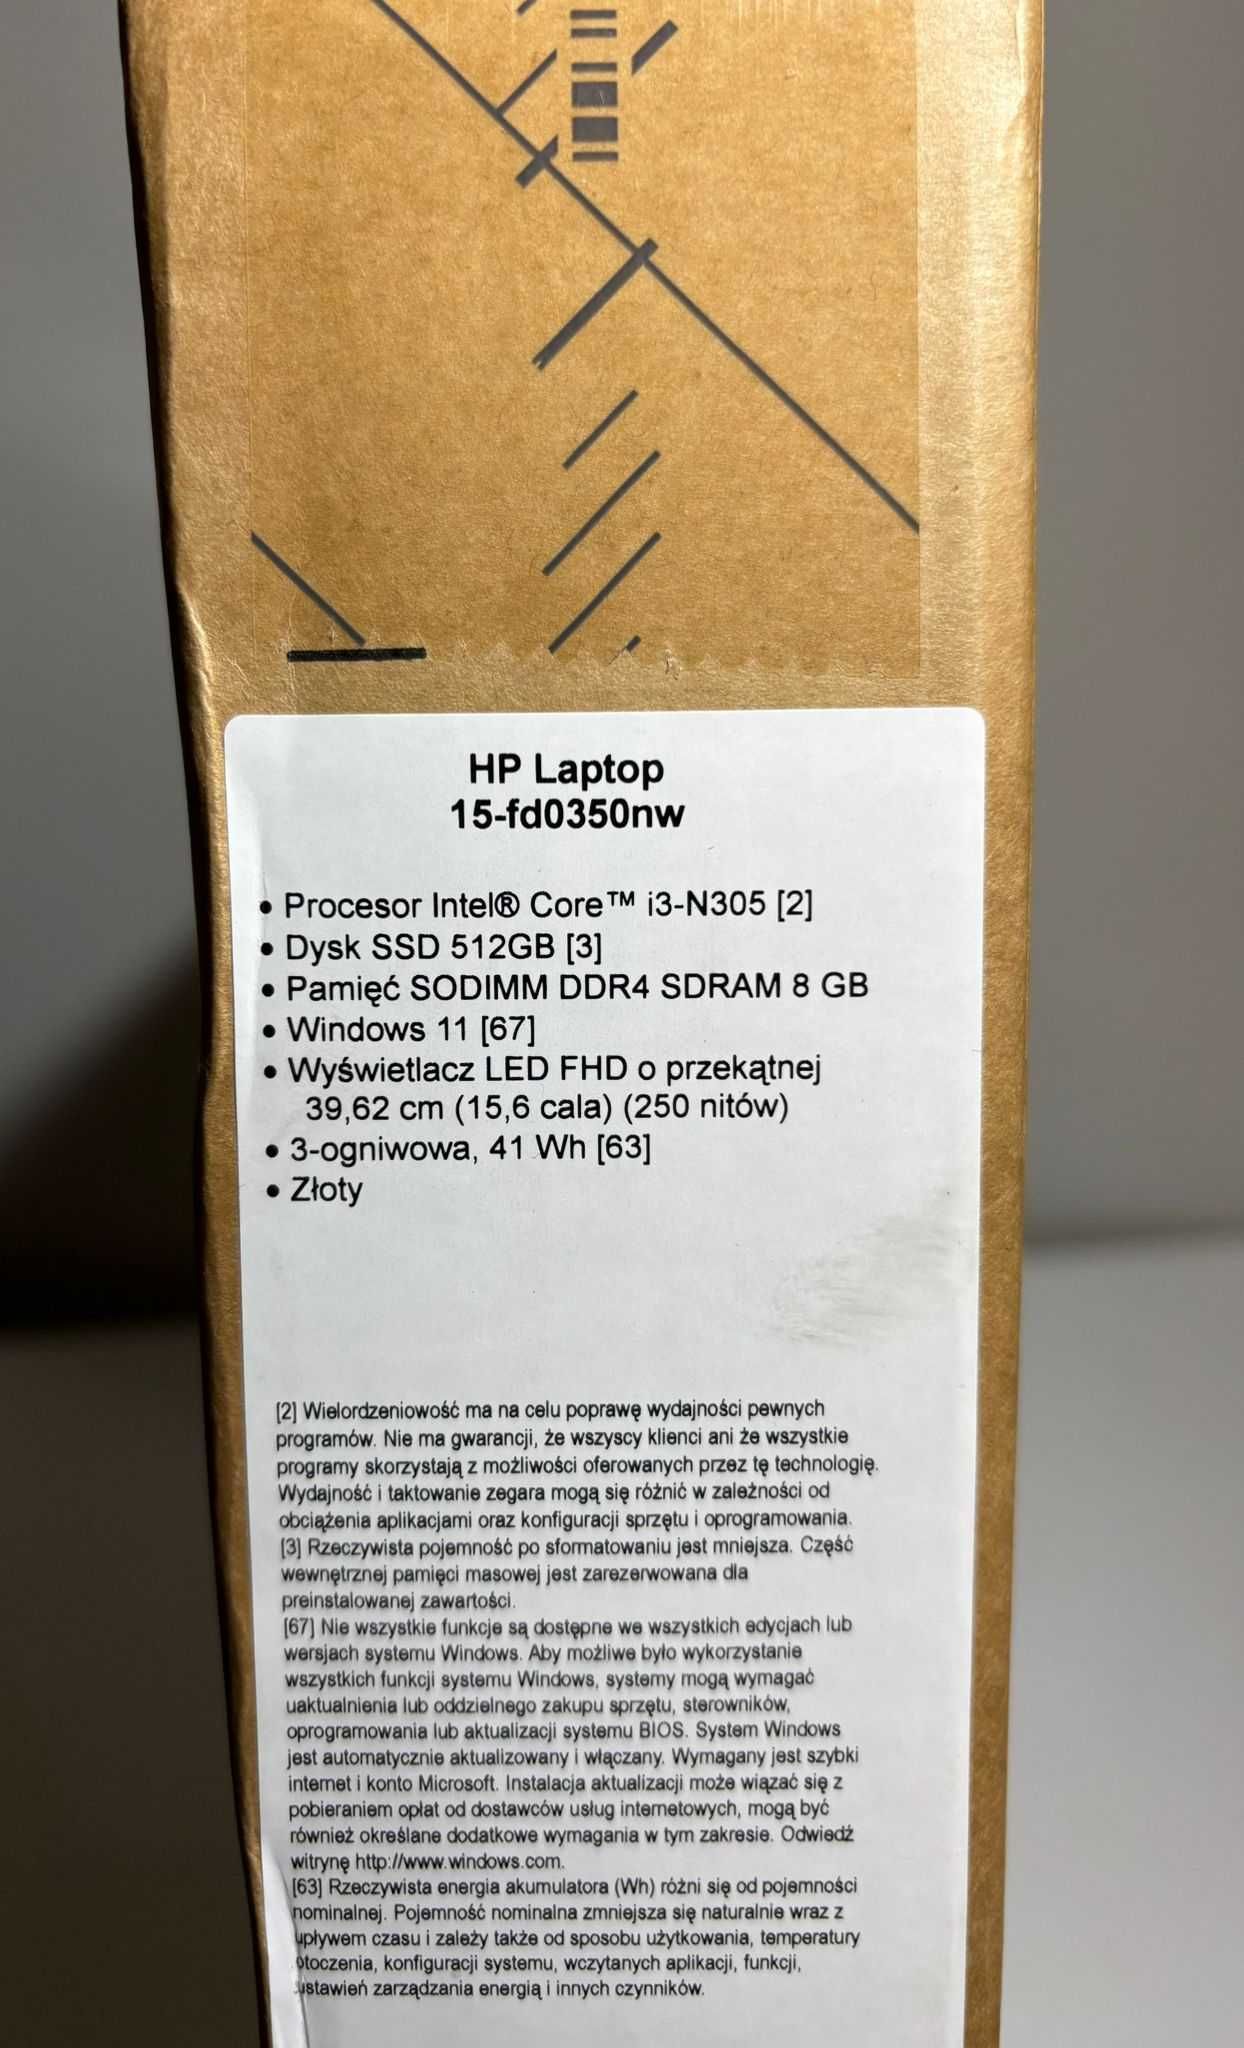 HP Laptop
15-fd0350nw
• Procesor Intel® Core™ i3-N305 [2]
• Dysk SSD 512GB [3]
• Pamięć SODIMM DDR4 SDRAM 8 GB
• Windows 11 [67]
• Wyświetlacz LED FHD o przekątnej
39,62 cm (15,6 cala) (250 nitów)
• 3-ogniwowa, 41 Wh [63]
• Złoty
[2] Wielordzeniowość ma na celu poprawę wydajności pewnych
programów. Nie ma gwarancji, że wszyscy klienci ani że wszystkie
programy skorzystają z możliwości oferowanych przez tę technologię.
Wydajność i taktowanie zegara mogą się różnić w zależności od
obciążenia aplikacjami oraz konfiguracji sprzętu i oprogramowania.
[3] Rzeczywista pojemność po sformatowaniu jest mniejsza. Część
wewnętrznej pamięci masowej jest zarezerwowana dla
preinstalowanej zawartości.
[67] Nie wszystkie funkcje są dostępne we wszystkich edycjach lub
wersjach systemu Windows. Aby możliwe było wykorzystanie
wszystkich funkcji systemu Windows, systemy mogą wymagać
uaktualnienia lub oddzielnego zakupu sprzętu, sterowników,
oprogramowania lub aktualizacji systemu BIOS. System Windows
jest automatycznie aktualizowany i włączany. Wymagany jest szybki
internet i konto Microsoft. Instalacja aktualizacji może wiązać się z
pobieraniem opłat od dostawców usług internetowych, mogą być
również określane dodatkowe wymagania w tym zakresie. Odwiedź
witrynę http://www.windows.com.
[63] Rzeczywista energia akumulatora (Wh) różni się od pojemności
nominalnej. Pojemność nominalna zmniejsza się naturalnie wraz z
upływem czasu i zależy także od sposobu użytkowania, temperatury
otoczenia, konfiguracji systemu, wczytanych aplikacji, funkcji,
ustawień zarządzania energią i innych czynników.